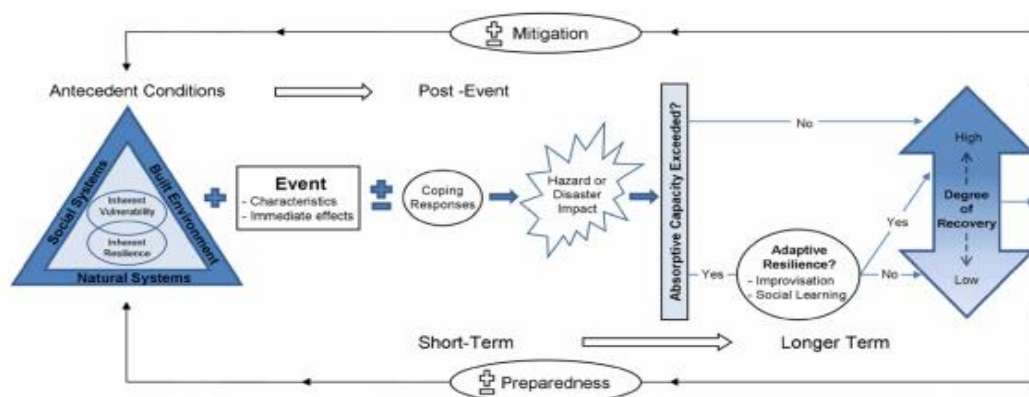 Mitigation
Antecedent Conditions
Post -Event
Social Systems
Built Environment
Natural Systems
Inherent
Vulnerability
Inherent
Resilience
Event
- Characteristics
- Immediate effects
Coping
Responses
Hazard or
Disaster
Impact
Absorptive Capacity Exceeded?
No
Yes
Adaptive
Resilience?
- Improvisation
- Social Learning
Yes
No
High
Degree of
Recovery
Low
Short-Term
Longer Term
Preparedness